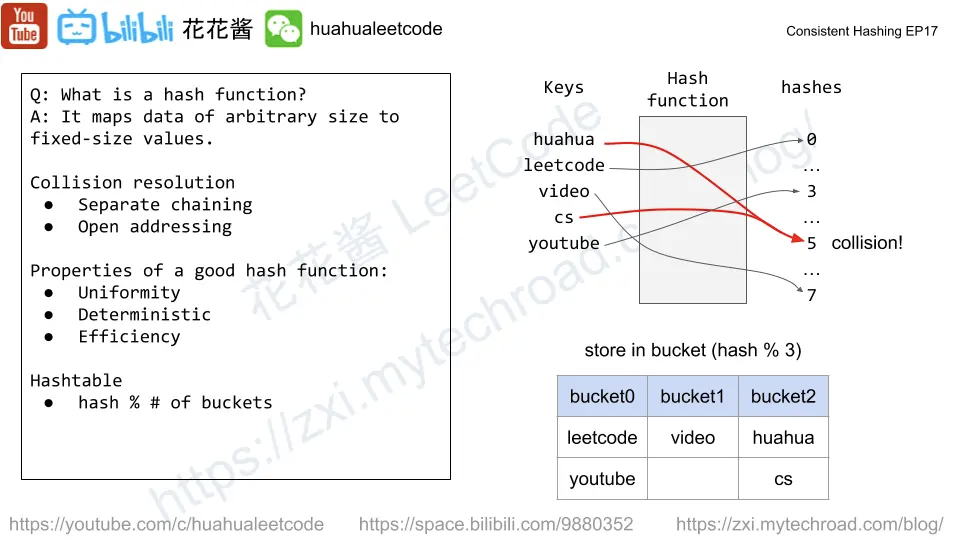 You
Tube
bilibili 花花酱
huahualeetcode
Consistent Hashing EP17
Q: What is a hash function?
A: It maps data of arbitrary size to
fixed-size values.
Collision resolution
● Separate chaining
● Open addressing
Properties of a good hash function:
● Uniformity
● Deterministic
● Efficiency
Hashtable
● hash % # of buckets
Keys
Hash
function
hashes
huahua
leetcode
video
cs
youtube
0
...
3
...
5 collision!
...
7
store in bucket (hash % 3)
bucket0 bucket1 bucket2
leetcode video huahua
youtube cs
花花酱 LeetCode
https://zxi.mytechroad.com/blog/
https://youtube.com/c/huahualeetcode https://space.bilibili.com/9880352 https://zxi.mytechroad.com/blog/